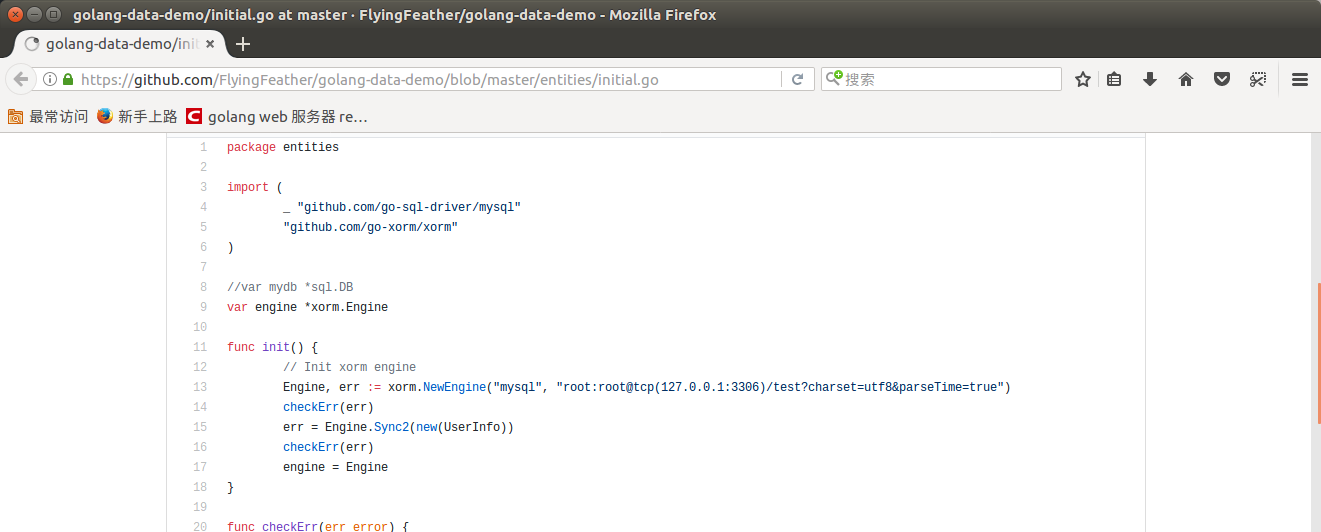 golang-data-demo/initial.go at master · FlyingFeather/golang-data-demo - Mozilla Firefox
golang-data-demo/init
https://github.com/FlyingFeather/golang-data-demo/blob/master/entities/initial.go
搜索
最常访问 新手上路 golang web 服务器 re…
1 package entities
2
3 import (
4 _ "github.com/go-sql-driver/mysql"
5 "github.com/go-xorm/xorm"
6 )
7
8 //var mydb *sql.DB
9 var engine *xorm.Engine
10
11 func init() {
12 // Init xorm engine
13 Engine, err := xorm.NewEngine("mysql", "root:root@tcp(127.0.0.1:3306)/test?charset=utf8&parseTime=true")
14 checkErr(err)
15 err = Engine.Sync2(new(UserInfo))
16 checkErr(err)
17 engine = Engine
18 }
19
20 func checkErr(err error) {